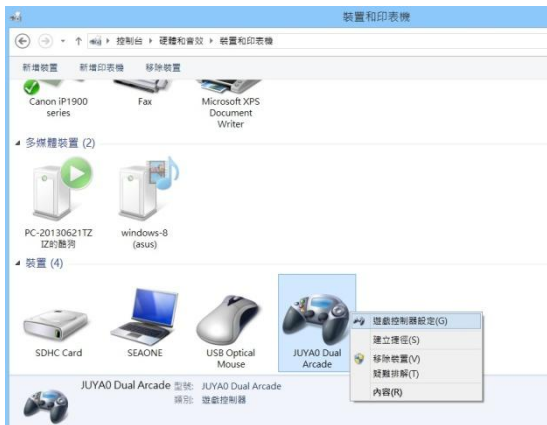 裝置和印表機
控制台 ▸ 硬體和音效 ▸ 裝置和印表機
新增裝置 新增印表機 移除裝置
Canon iP1900
series
Fax
Microsoft XPS
Document
Writer
多媒體裝置 (2)
PC-20130621TZ
IZ的酷狗
windows-8
(asus)
裝置 (4)
SDHC Card
SEAONE
USB Optical
Mouse
JUYA0 Dual
Arcade
遊戲控制器設定(G)
建立捷徑(S)
移除裝置(V)
疑難排解(T)
內容(R)
JUYA0 Dual Arcade 型號: JUYA0 Dual Arcade
類別: 遊戲控制器